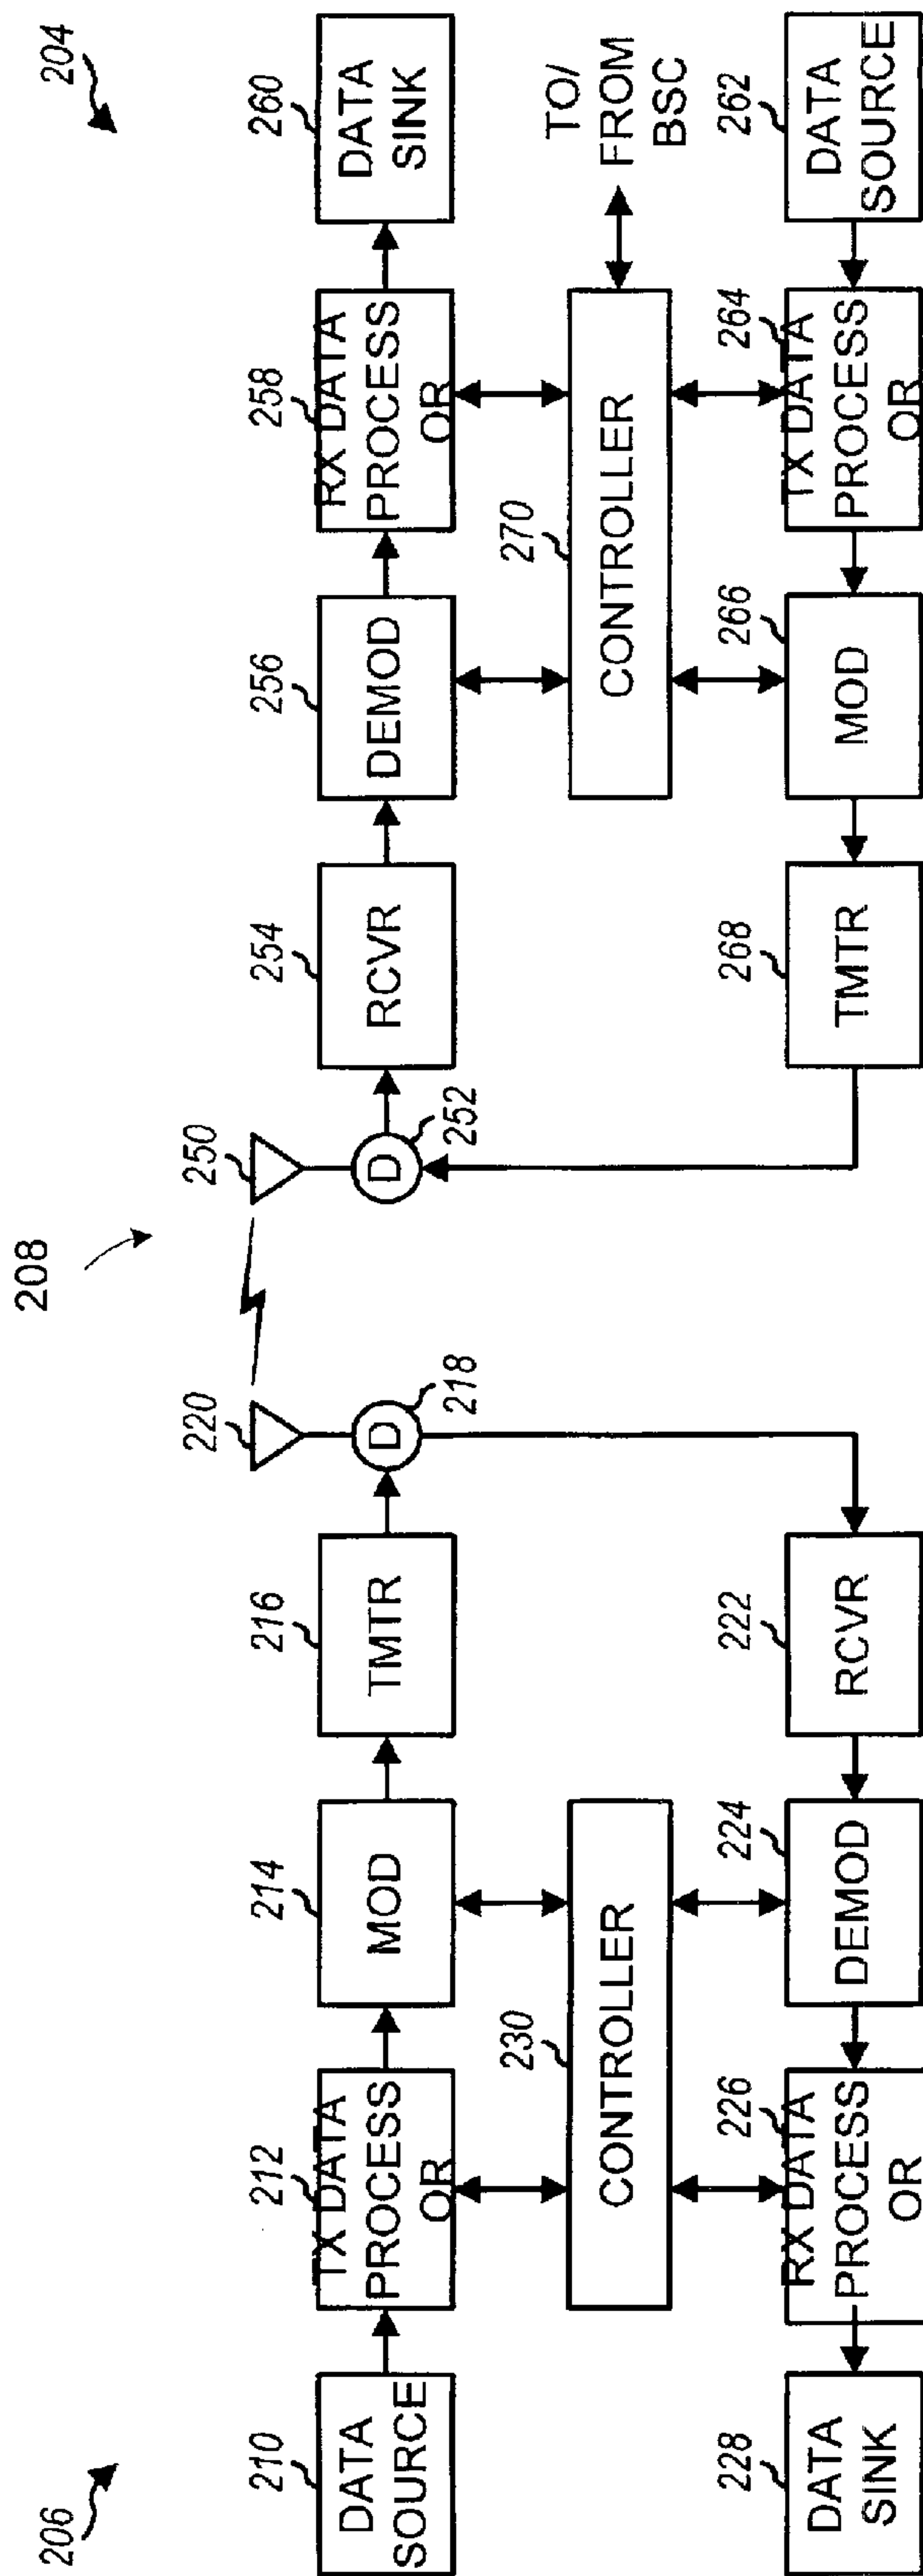 206
208
204
210
DATA
SOURCE
212
TX DATA
PROCESS
OR
214
MOD
216
TMTR
220
D
218
250
D
252
254
RCVR
256
DEMOD
258
RX DATA
PROCESS
OR
260
DATA
SINK
230
CONTROLLER
270
CONTROLLER
TO/
FROM
BSC
228
DATA
SINK
226
RX DATA
PROCESS
OR
224
DEMOD
222
RCVR
268
TMTR
266
MOD
264
TX DATA
PROCESS
OR
262
DATA
SOURCE